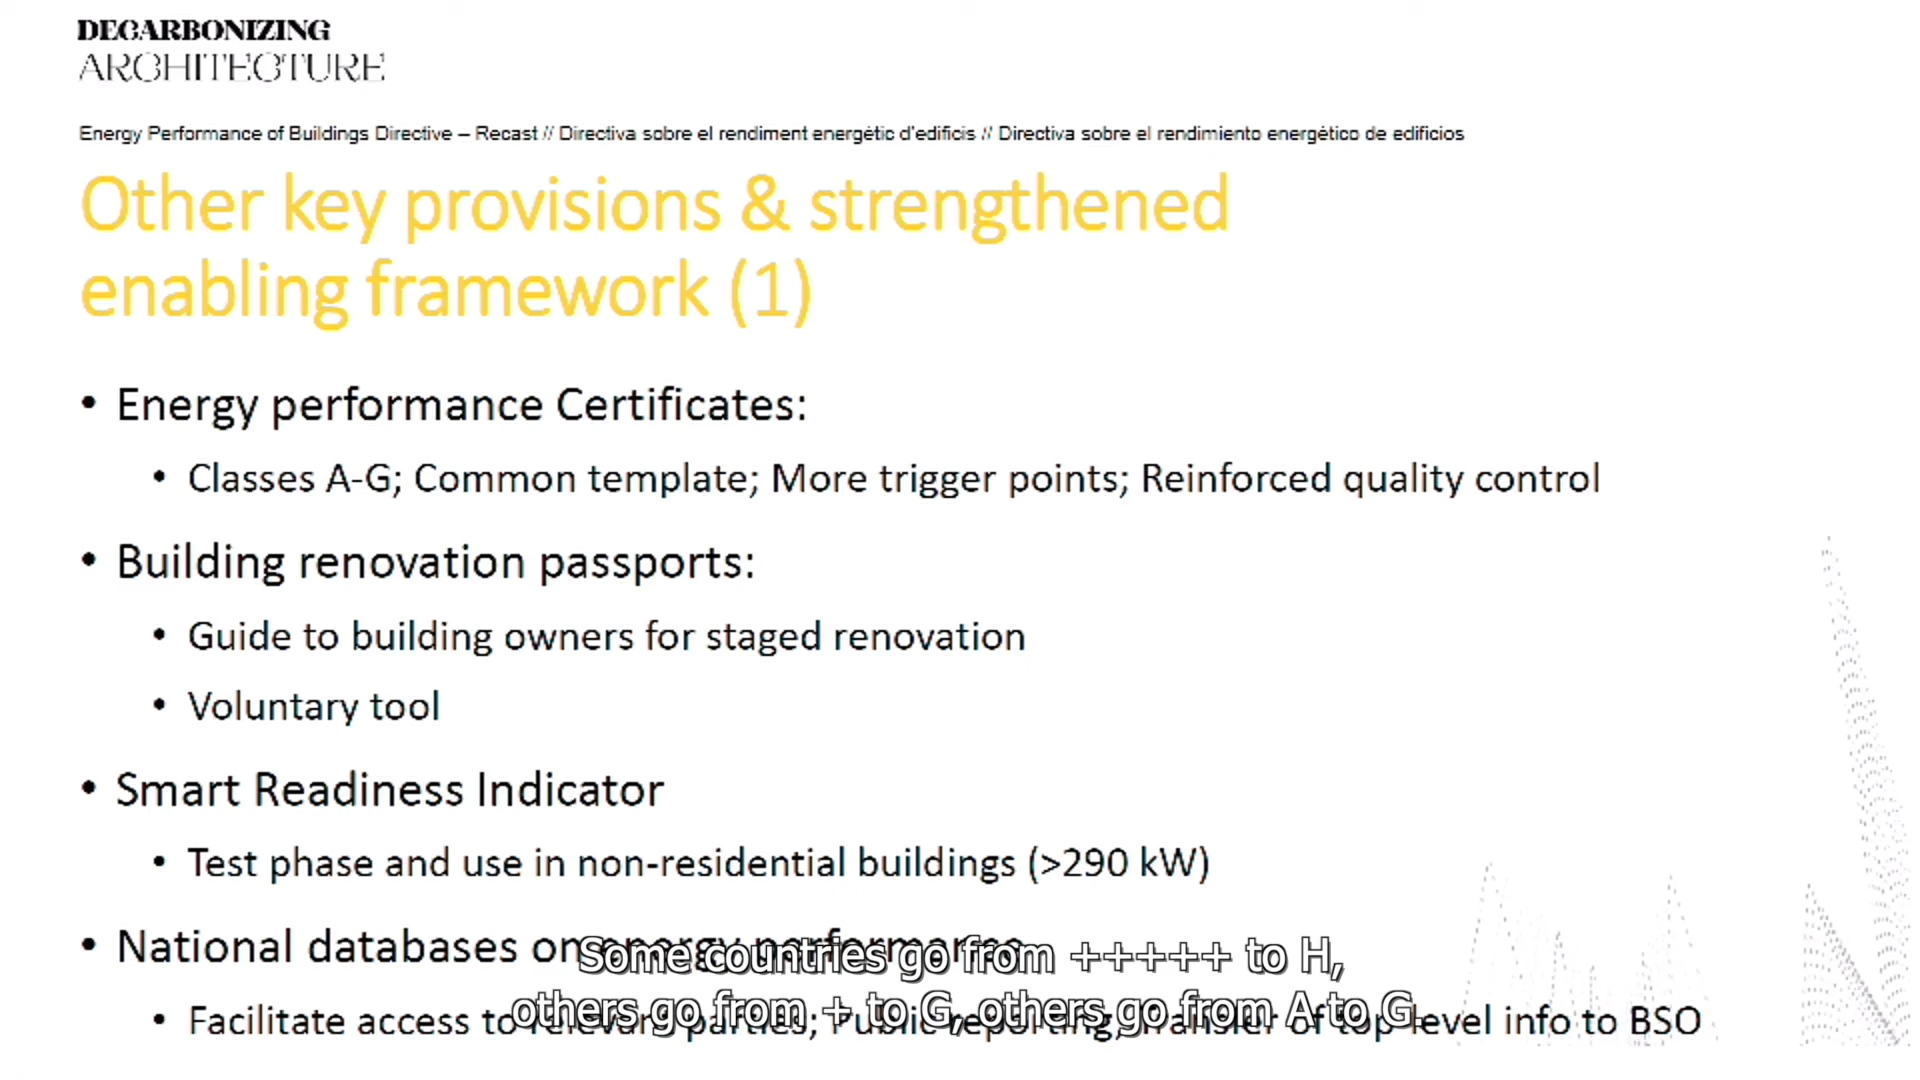 DECARBONIZING
ARCHITECTURE
Energy Performance of Buildings Directive – Recast // Directiva sobre el rendiment energètic d'edificis // Directiva sobre el rendimiento energético de edificios
Other key provisions & strengthened
enabling framework (1)
• Energy performance Certificates:
• Classes A-G; Common template; More trigger points; Reinforced quality control
• Building renovation passports:
• Guide to building owners for staged renovation
• Voluntary tool
• Smart Readiness Indicator
• Test phase and use in non-residential buildings (>290 kW)
• National databases on energy performance
• Facilitate access to relevant parties; Public reporting; Transfer of top level info to BSO
Some countries go from +++++ to H,
others go from + to G, others go from A to G.